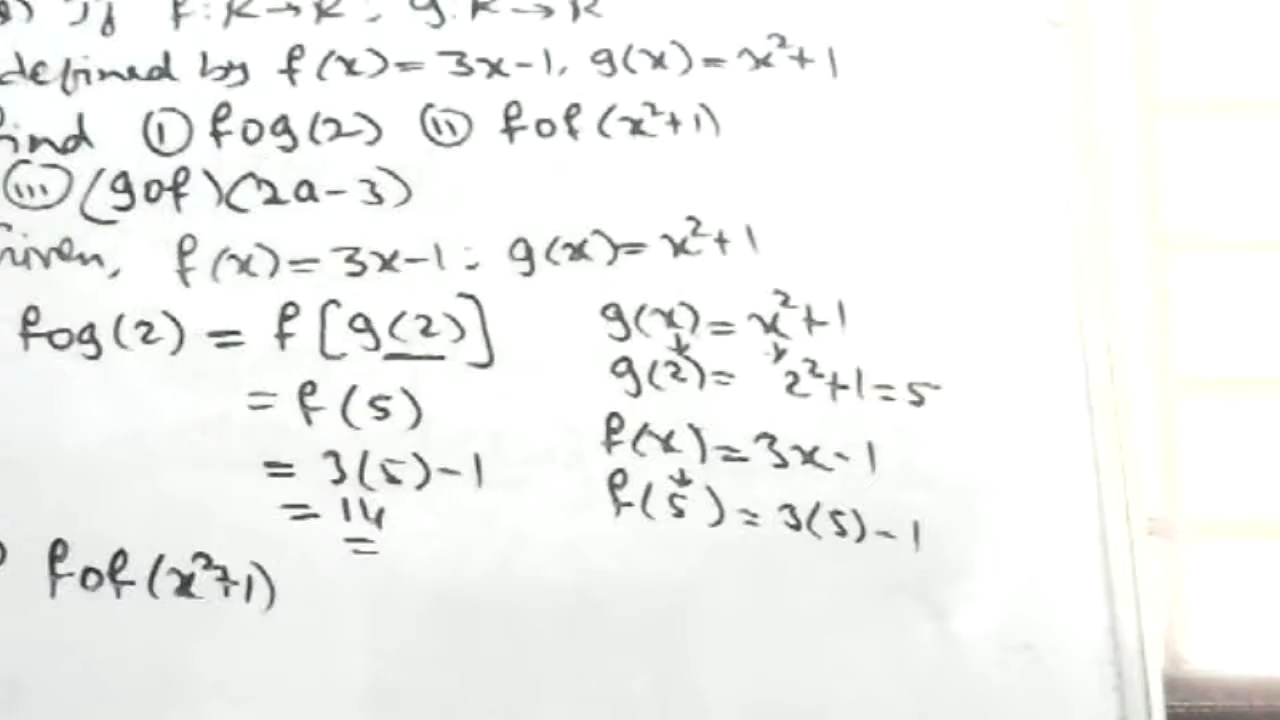 if f: R→R, g: R→R
defined by f(x)=3x-1, g(x)=x²+1
find (i) fog(2) (ii) fof(x²+1)
(iii) (gof)(2a-3)
Given, f(x)=3x-1: g(x)=x²+1
fog(2) = f[g(2)]
= f(5)
= 3(5)-1
= 14
g(x)=x²+1
g(2)= 2²+1=5
f(x)=3x-1
f(5)=3(5)-1
fof(x²+1)